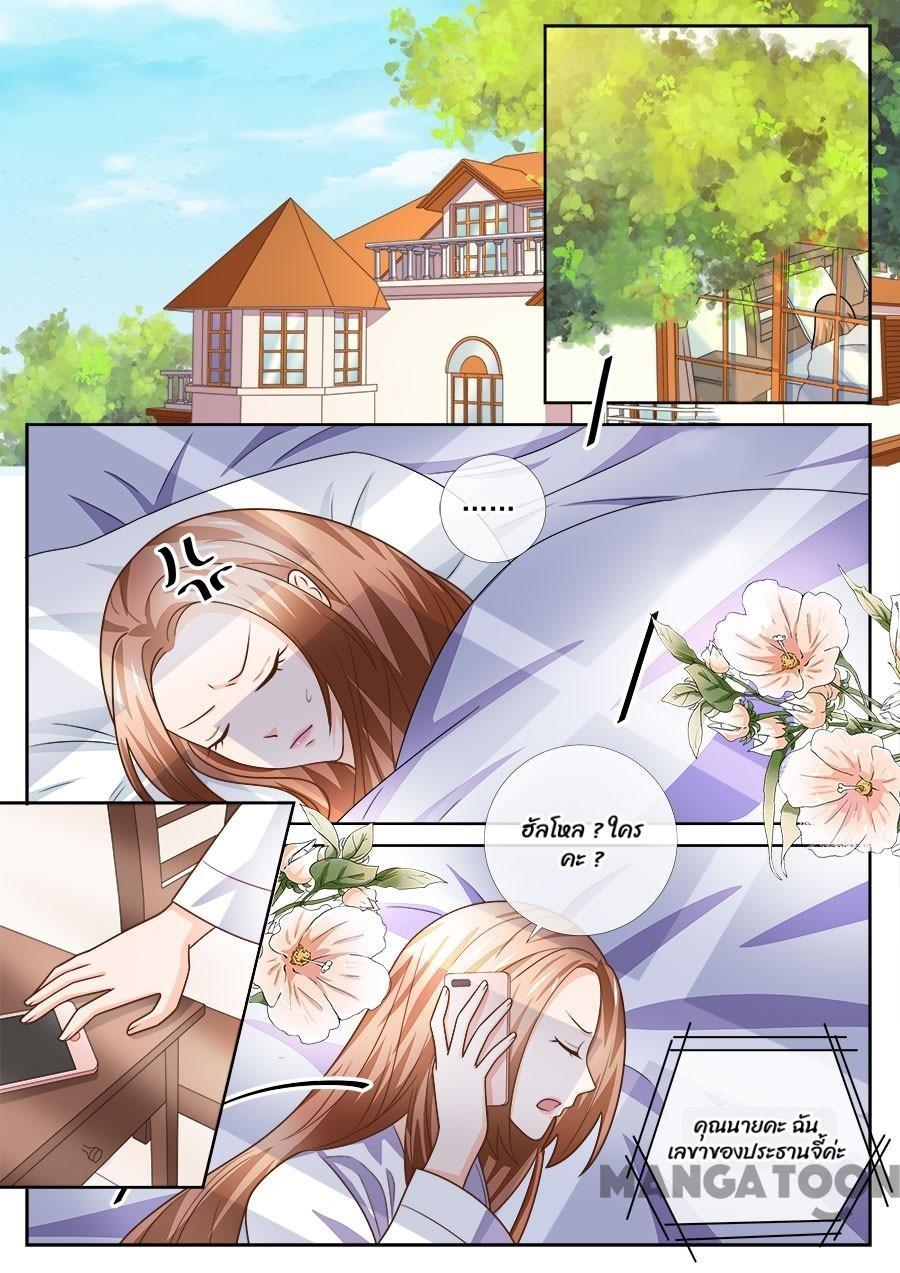 ......
ฮัลโหล ? ใคร
คะ ?
คุณนายคะ ฉัน
เลขาของประธานจี้ค่ะ
MANGATOON